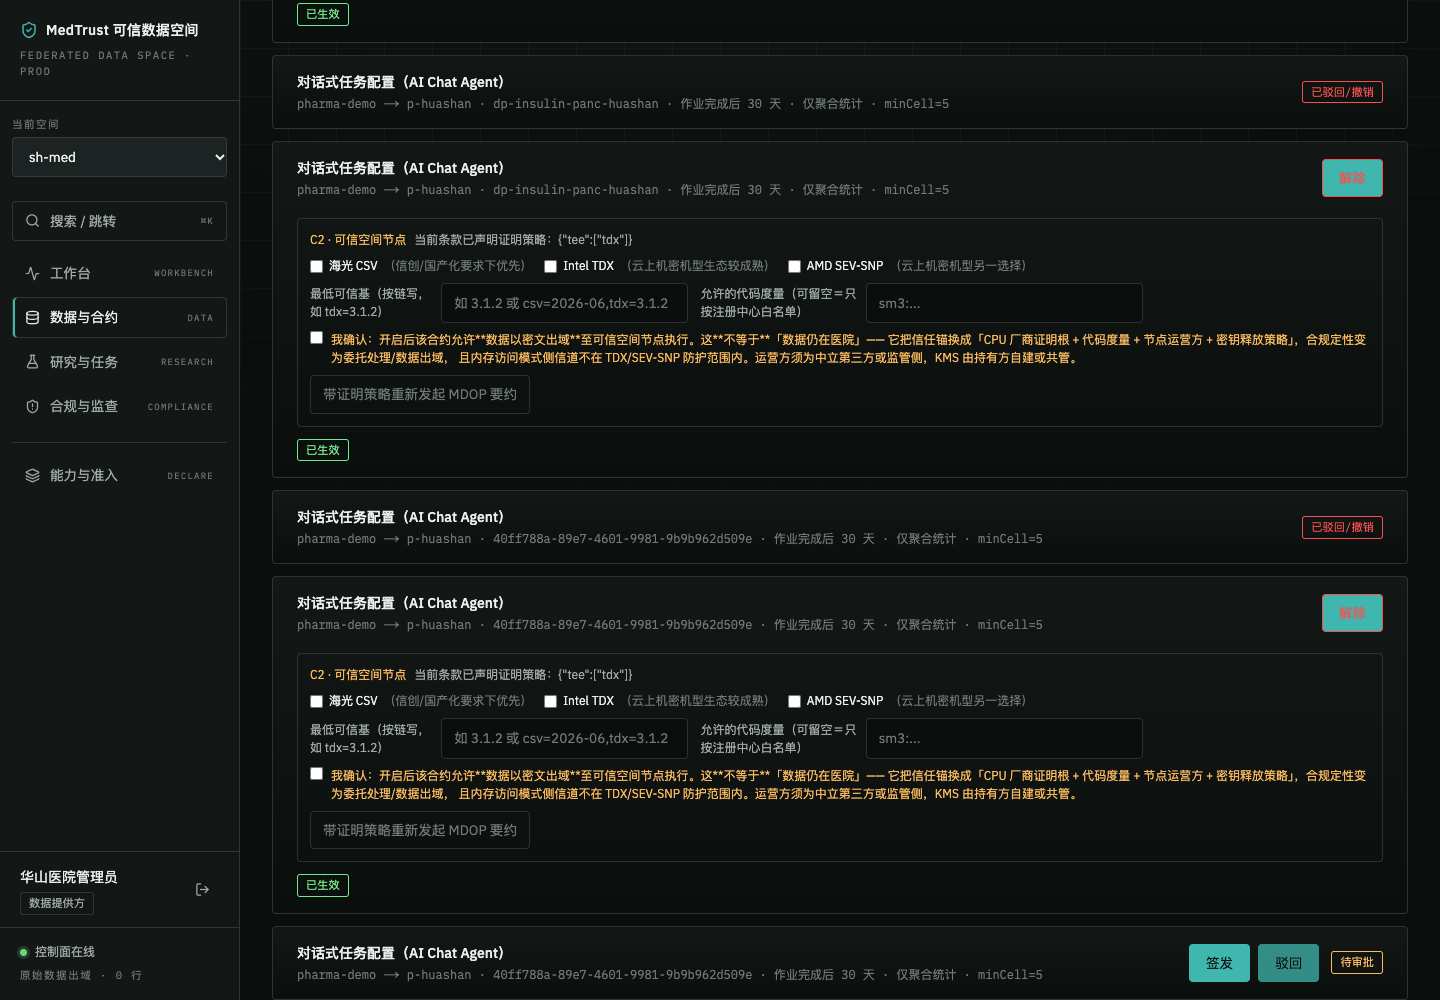 MedTrust 可信数据空间
FEDERATED DATA SPACE ·
PROD
当前空间
sh-med
搜索 / 跳转 ⌘K
工作台 WORKBENCH
数据与合约 DATA
研究与任务 RESEARCH
合规与监查 COMPLIANCE
能力与准入 DECLARE
华山医院管理员
数据提供方
控制面在线
原始数据出域 · 0 行
已生效
对话式任务配置（AI Chat Agent）
pharma-demo ⟶ p-huashan · dp-insulin-panc-huashan · 作业完成后 30 天 · 仅聚合统计 · minCell=5
已驳回/撤销
对话式任务配置（AI Chat Agent）
pharma-demo ⟶ p-huashan · dp-insulin-panc-huashan · 作业完成后 30 天 · 仅聚合统计 · minCell=5
解除
C2 · 可信空间节点 当前条款已声明证明策略：{"tee":["tdx"]}
海光 CSV （信创/国产化要求下优先） Intel TDX （云上机密机型生态较成熟） AMD SEV-SNP （云上机密机型另一选择）
最低可信基（按链写，
如 tdx=3.1.2）
如 3.1.2 或 csv=2026-06,tdx=3.1.2
允许的代码度量（可留空＝只
按注册中心白名单）
sm3:...
我确认：开启后该合约允许**数据以密文出域**至可信空间节点执行。这**不等于**「数据仍在医院」—— 它把信任锚换成「CPU 厂商证明根 + 代码度量 + 节点运营方 + 密钥释放策略」，合规定性变
为委托处理/数据出域， 且内存访问模式侧信道不在 TDX/SEV-SNP 防护范围内。运营方须为中立第三方或监管侧，KMS 由持有方自建或共管。
带证明策略重新发起 MDOP 要约
已生效
对话式任务配置（AI Chat Agent）
pharma-demo ⟶ p-huashan · 40ff788a-89e7-4601-9981-9b9b962d509e · 作业完成后 30 天 · 仅聚合统计 · minCell=5
已驳回/撤销
对话式任务配置（AI Chat Agent）
pharma-demo ⟶ p-huashan · 40ff788a-89e7-4601-9981-9b9b962d509e · 作业完成后 30 天 · 仅聚合统计 · minCell=5
解除
C2 · 可信空间节点 当前条款已声明证明策略：{"tee":["tdx"]}
海光 CSV （信创/国产化要求下优先） Intel TDX （云上机密机型生态较成熟） AMD SEV-SNP （云上机密机型另一选择）
最低可信基（按链写，
如 tdx=3.1.2）
如 3.1.2 或 csv=2026-06,tdx=3.1.2
允许的代码度量（可留空＝只
按注册中心白名单）
sm3:...
我确认：开启后该合约允许**数据以密文出域**至可信空间节点执行。这**不等于**「数据仍在医院」—— 它把信任锚换成「CPU 厂商证明根 + 代码度量 + 节点运营方 + 密钥释放策略」，合规定性变
为委托处理/数据出域， 且内存访问模式侧信道不在 TDX/SEV-SNP 防护范围内。运营方须为中立第三方或监管侧，KMS 由持有方自建或共管。
带证明策略重新发起 MDOP 要约
已生效
对话式任务配置（AI Chat Agent）
pharma-demo ⟶ p-huashan · 40ff788a-89e7-4601-9981-9b9b962d509e · 作业完成后 30 天 · 仅聚合统计 · minCell=5
签发 驳回 待审批